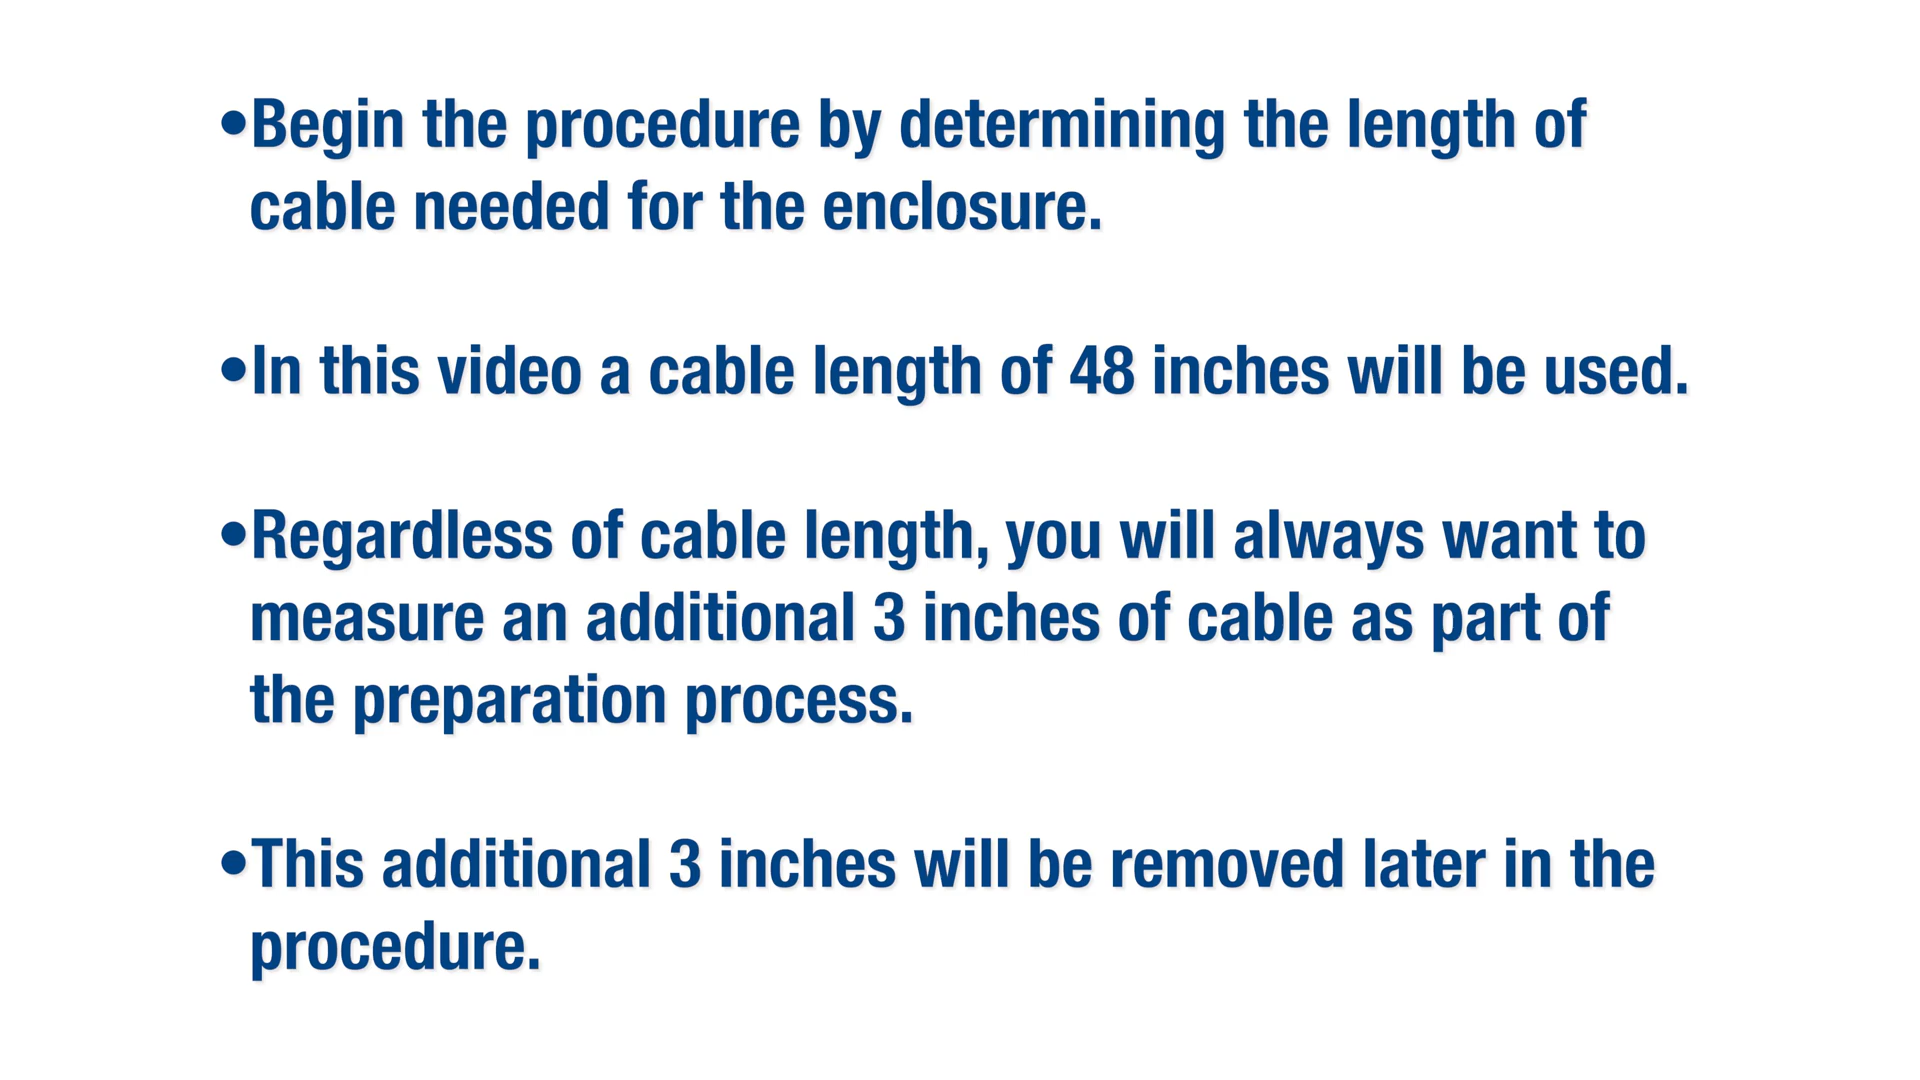 •Begin the procedure by determining the length of
cable needed for the enclosure.
•In this video a cable length of 48 inches will be used.
•Regardless of cable length, you will always want to
measure an additional 3 inches of cable as part of
the preparation process.
•This additional 3 inches will be removed later in the
procedure.